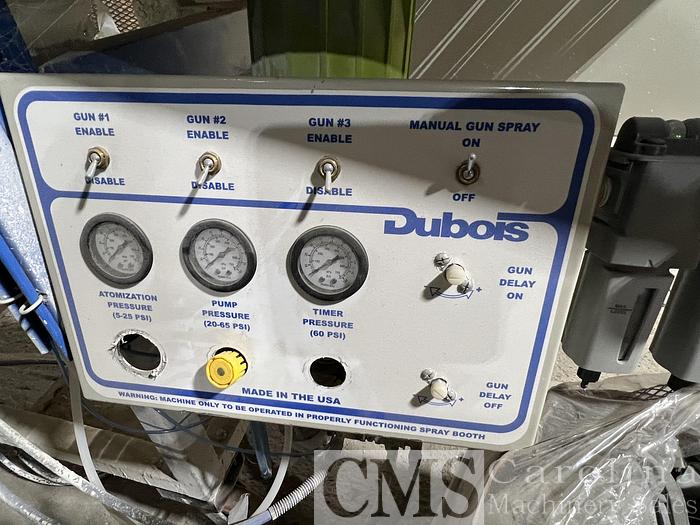 GUN #1
ENABLE
DISABLE
GUN #2
ENABLE
DISABLE
GUN #3
ENABLE
DISABLE
MANUAL GUN SPRAY
ON
OFF
Dubois
ATOMIZATION
PRESSURE
(5-25 PSI)
PUMP
PRESSURE
(20-65 PSI)
TIMER
PRESSURE
(60 PSI)
GUN
DELAY
ON
- +
GUN
DELAY
OFF
- +
MADE IN THE USA
WARNING: MACHINE ONLY TO BE OPERATED IN PROPERLY FUNCTIONING SPRAY BOOTH
CMS Carolina
Machinery Sales